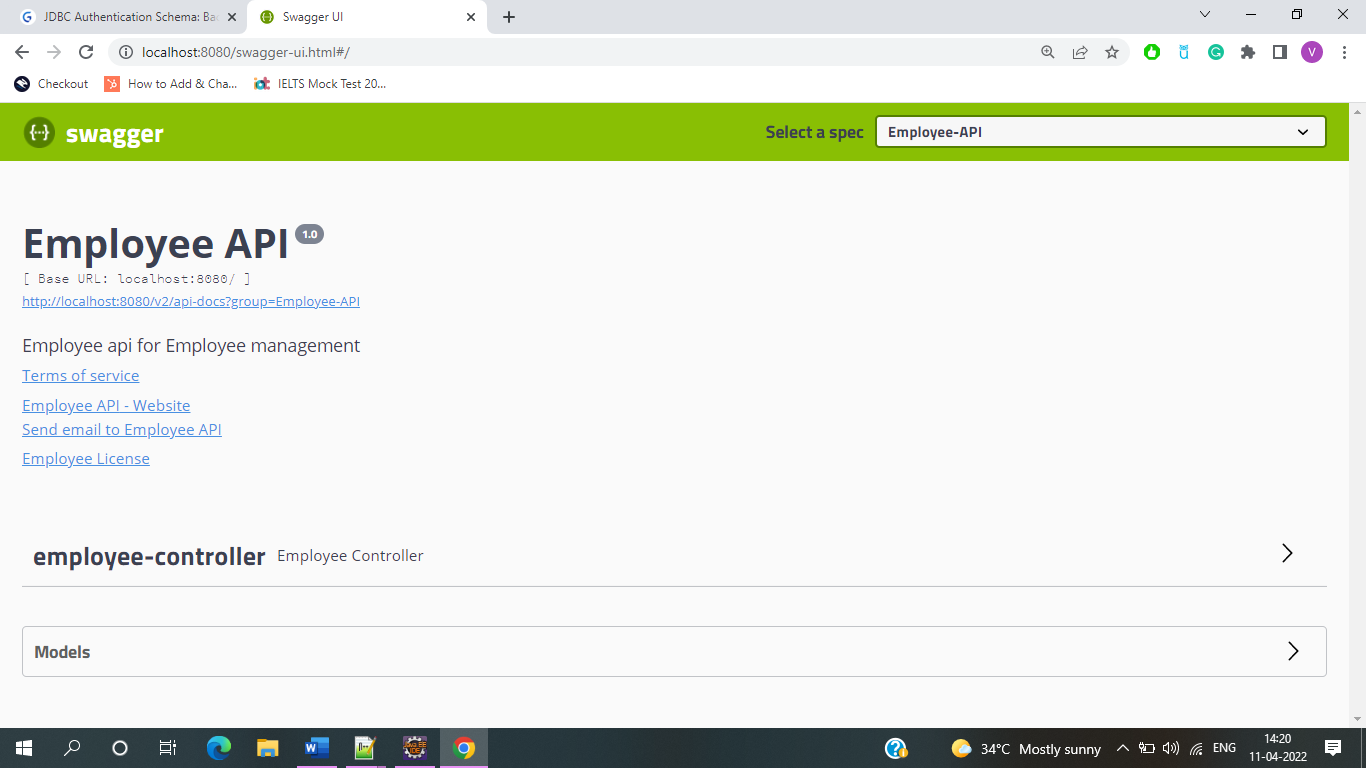 JDBC Authentication Schema: Ba
Swagger UI
localhost:8080/swagger-ui.html#/
V
Checkout
How to Add & Cha...
IELTS Mock Test 20...
swagger
Select a spec
Employee-API
Employee API 1.0
[ Base URL: localhost:8080/ ]
http://localhost:8080/v2/api-docs?group=Employee-API
Employee api for Employee management
Terms of service
Employee API - Website
Send email to Employee API
Employee License
employee-controller Employee Controller
Models
34°C Mostly sunny
ENG
14:20
11-04-2022